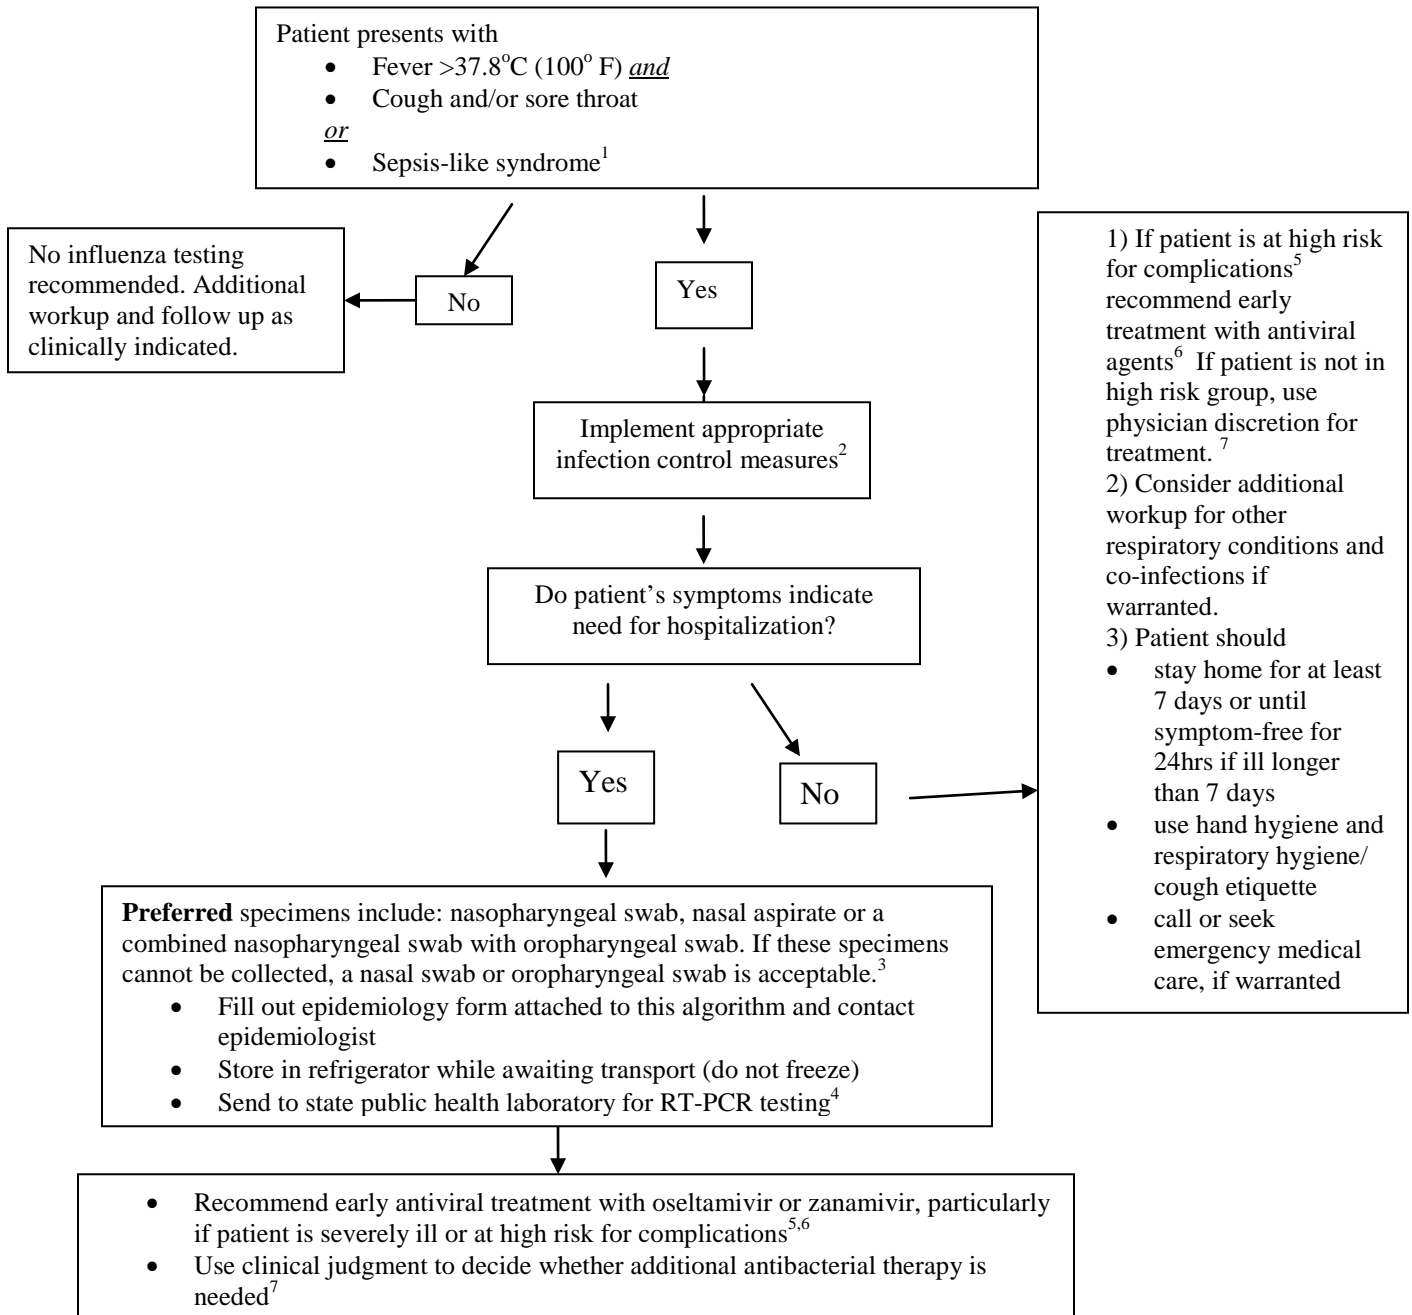 Patient presents with
• Fever >37.8°C (100° F) and
• Cough and/or sore throat
or
• Sepsis-like syndrome1
No influenza testing
recommended. Additional
workup and follow up as
clinically indicated.
No
Yes
Implement appropriate
infection control measures2
Do patient’s symptoms indicate
need for hospitalization?
Yes
No
1) If patient is at high risk
for complications5
recommend early
treatment with antiviral
agents6 If patient is not in
high risk group, use
physician discretion for
treatment. 7
2) Consider additional
workup for other
respiratory conditions and
co-infections if
warranted.
3) Patient should
• stay home for at least
7 days or until
symptom-free for
24hrs if ill longer
than 7 days
• use hand hygiene and
respiratory hygiene/
cough etiquette
• call or seek
emergency medical
care, if warranted
Preferred specimens include: nasopharyngeal swab, nasal aspirate or a
combined nasopharyngeal swab with oropharyngeal swab. If these specimens
cannot be collected, a nasal swab or oropharyngeal swab is acceptable.3
• Fill out epidemiology form attached to this algorithm and contact
epidemiologist
• Store in refrigerator while awaiting transport (do not freeze)
• Send to state public health laboratory for RT-PCR testing4
• Recommend early antiviral treatment with oseltamivir or zanamivir, particularly
if patient is severely ill or at high risk for complications5,6
• Use clinical judgment to decide whether additional antibacterial therapy is
needed7